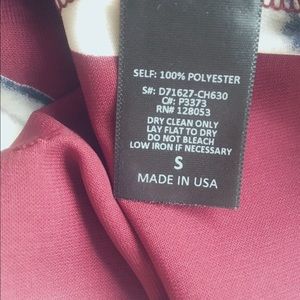 SELF: 100% POLYESTER
S#: D71627-CH630
C#: P3373
RN# 128053
DRY CLEAN ONLY
LAY FLAT TO DRY
DO NOT BLEACH
LOW IRON IF NECESSARY
S
MADE IN USA